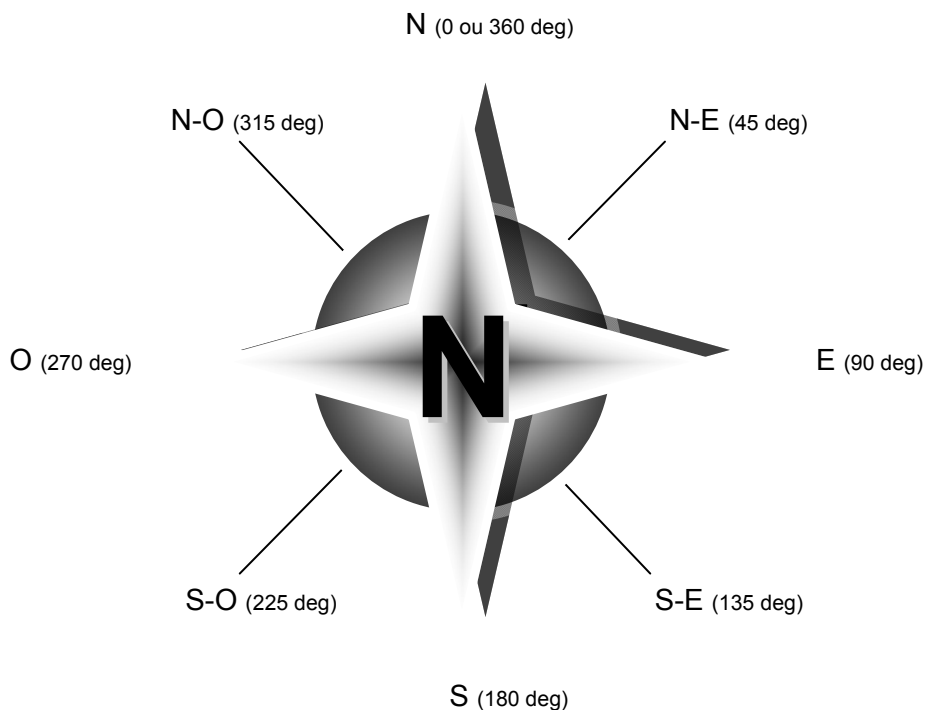 N (0 ou 360 deg)
N-O (315 deg)
N-E (45 deg)
N
O (270 deg)
E (90 deg)
S-O (225 deg)
S-E (135 deg)
S (180 deg)